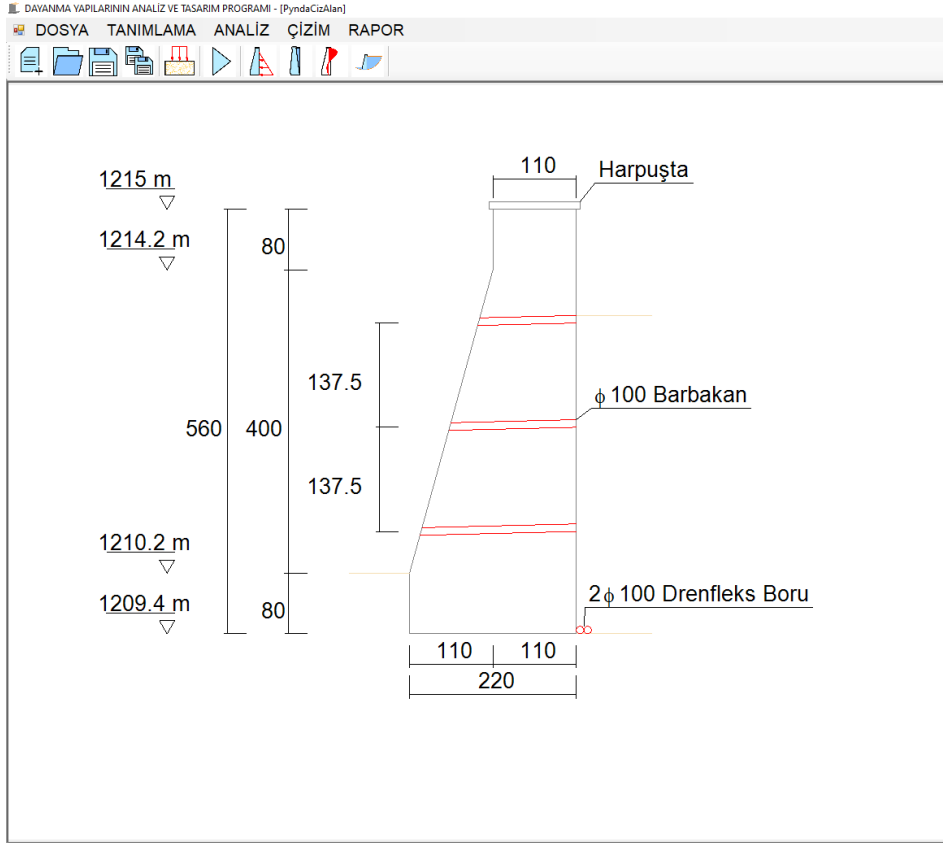 DAYANMA YAPILARININ ANALİZ VE TASARIM PROGRAMI - [PyndaCizAlan]
DOSYA TANIMLAMA ANALİZ ÇİZİM RAPOR
110
Harpuşta
1215 m
1214.2 m
80
137.5
ϕ 100 Barbakan
560
400
137.5
1210.2 m
1209.4 m
80
2ϕ 100 Drenfleks Boru
110
110
220